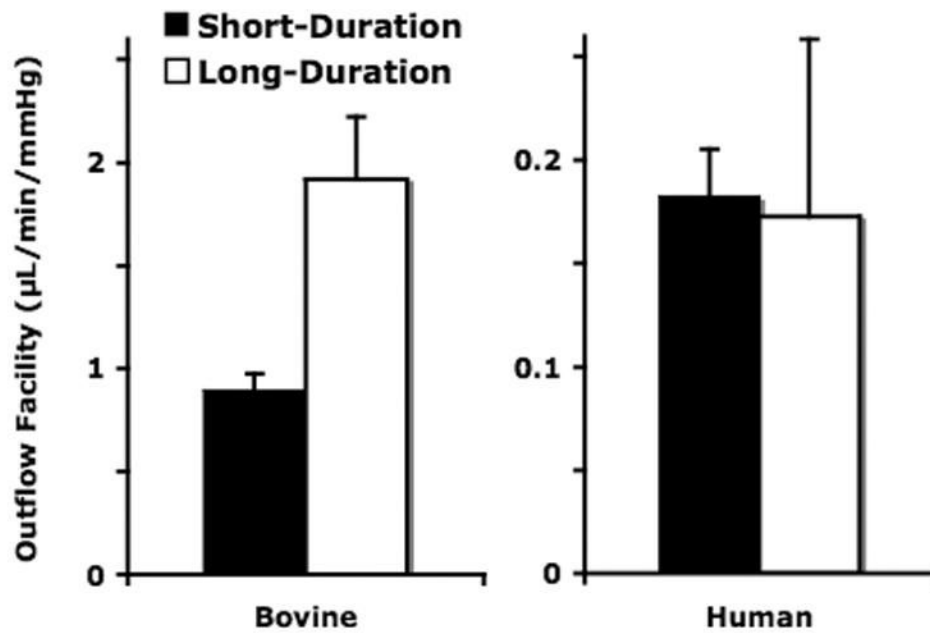 Short-Duration
Long-Duration
Outflow Facility (µL/min/mmHg)
2
1
0
Bovine
0.2
0.1
0
Human